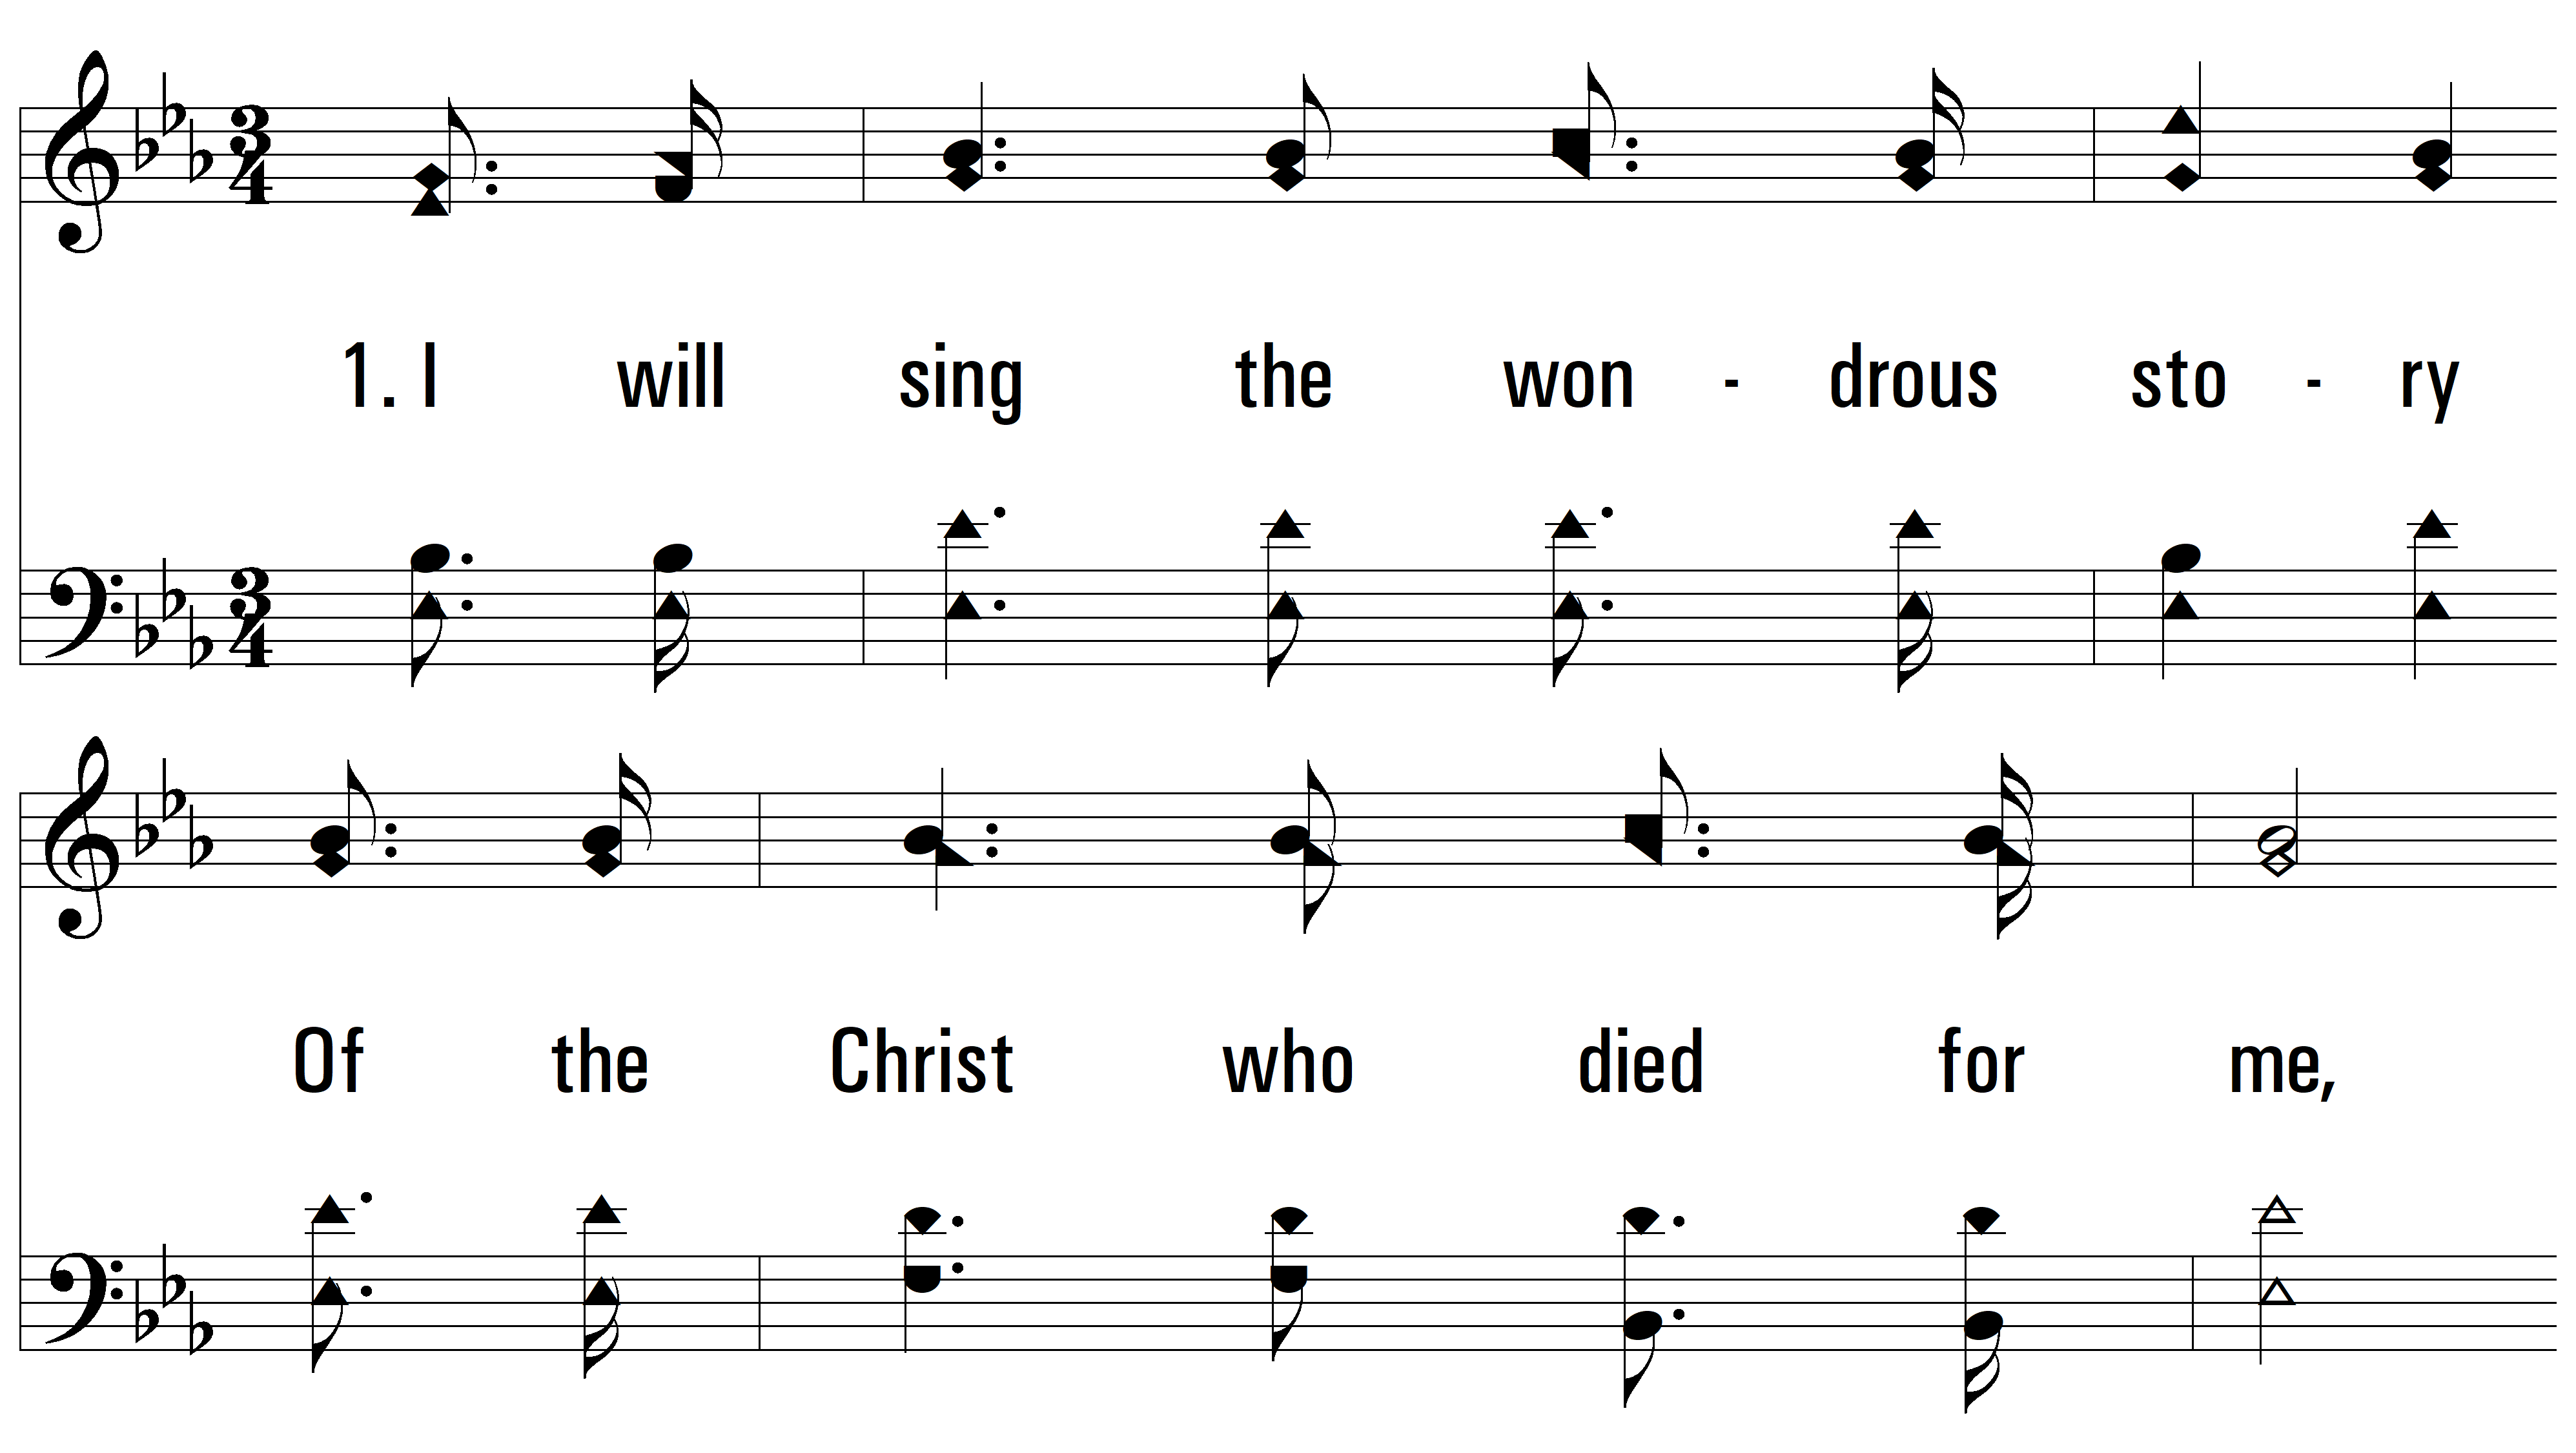 1. I will sing the won - drous sto - ry
Of the Christ who died for me,